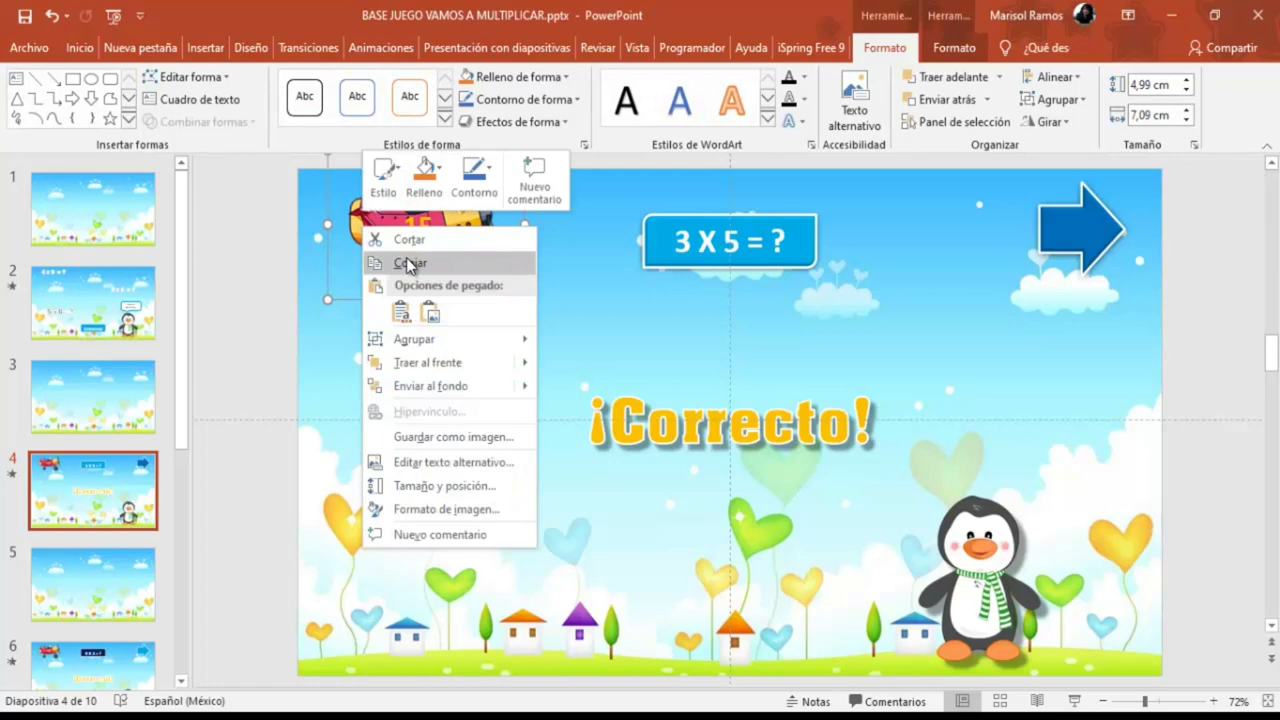 BASE JUEGO VAMOS A MULTIPLICAR.pptx - PowerPoint
Herramie...
Herram...
Marisol Ramos
Archivo
Inicio
Nueva pestaña
Insertar
Diseño
Transiciones
Animaciones
Presentación con diapositivas
Revisar
Vista
Programador
Ayuda
iSpring Free 9
Formato
Formato
¿Qué des
Compartir
Editar forma
Cuadro de texto
Combinar formas
Insertar formas
Abc
Abc
Abc
Relleno de forma
Contorno de forma
Efectos de forma
Estilos de forma
A A A
A
A
A
Estilos de WordArt
Texto
alternativo
Accesibilidad
Traer adelante
Enviar atrás
Panel de selección
Alinear
Agrupar
Girar
Organizar
4,99 cm
7,09 cm
Tamaño
Estilo
Relleno
Contorno
Nuevo
comentario
Cortar
Copiar
Opciones de pegado:
Agrupar
Traer al frente
Enviar al fondo
Hipervínculo...
Guardar como imagen...
Editar texto alternativo...
Tamaño y posición...
Formato de imagen...
Nuevo comentario
15
3 X 5 = ?
¡Correcto!
1
2
3
4
5
6
Diapositiva 4 de 10
Español (México)
Notas
Comentarios
72%